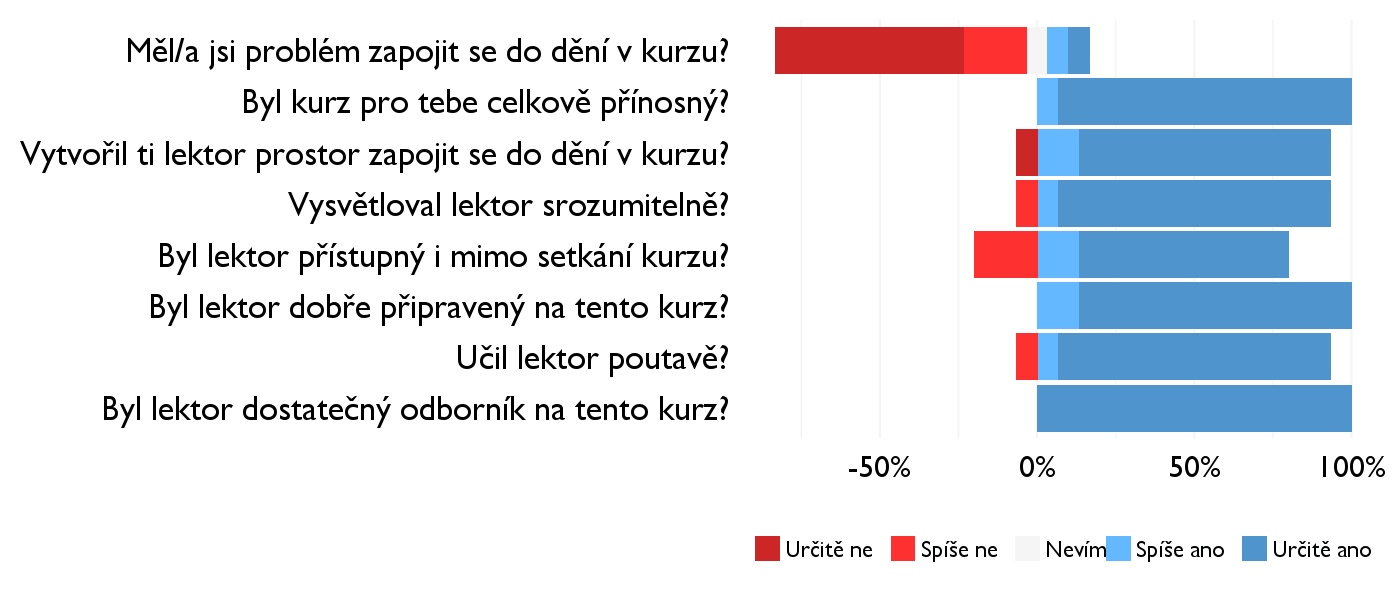 Měl/a jsi problém zapojit se do dění v kurzu?
Byl kurz pro tebe celkově přínosný?
Vytvořil ti lektor prostor zapojit se do dění v kurzu?
Vysvětloval lektor srozumitelně?
Byl lektor přístupný i mimo setkání kurzu?
Byl lektor dobře připravený na tento kurz?
Učil lektor poutavě?
Byl lektor dostatečný odborník na tento kurz?
-50% 0% 50% 100%
Určitě ne Spíše ne Nevím Spíše ano Určitě ano